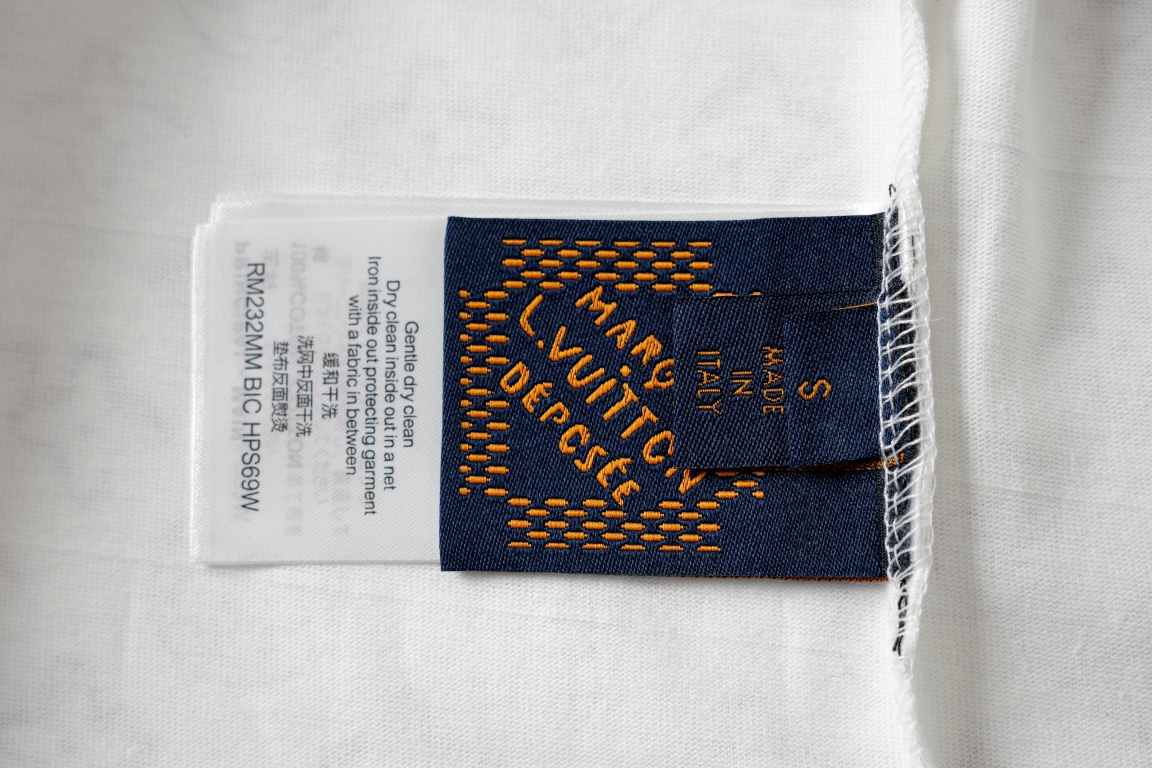 S
MADE
IN
ITALY
MARQ
L.VUITTON
DÉPOSÉE
Gentle dry clean
Dry clean inside out in a net
Iron inside out protecting garment
with a fabric in between
缓和干洗
洗网中反面干洗
垫布反面熨烫
RM232MM BIC HPS69W